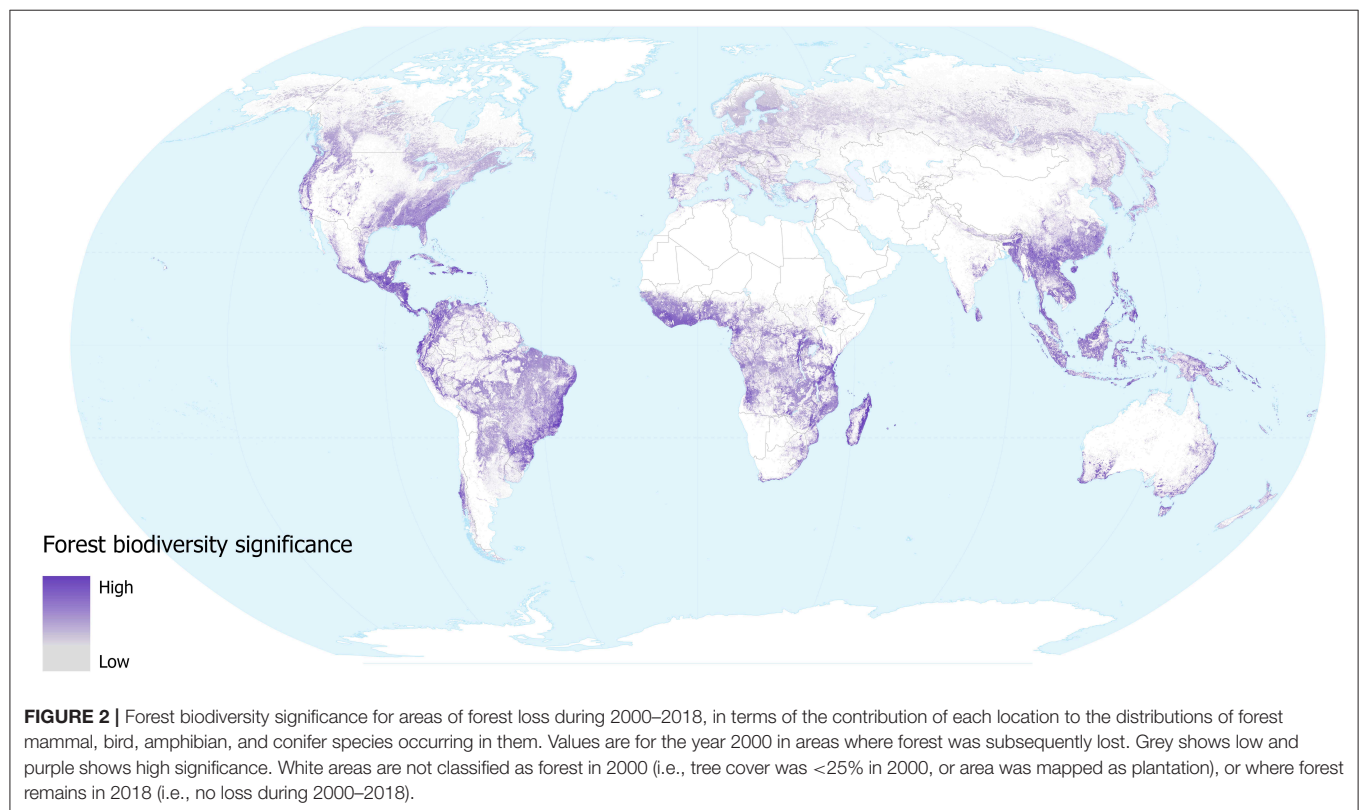 Forest biodiversity significance
High
Low
FIGURE 2 | Forest biodiversity significance for areas of forest loss during 2000–2018, in terms of the contribution of each location to the distributions of forest
mammal, bird, amphibian, and conifer species occurring in them. Values are for the year 2000 in areas where forest was subsequently lost. Grey shows low and
purple shows high significance. White areas are not classified as forest in 2000 (i.e., tree cover was <25% in 2000, or area was mapped as plantation), or where forest
remains in 2018 (i.e., no loss during 2000–2018).